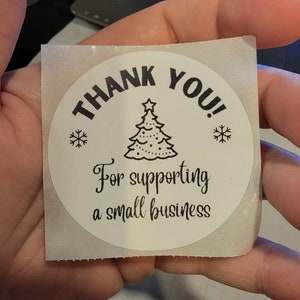 THANK YOU!
For supporting
a small business